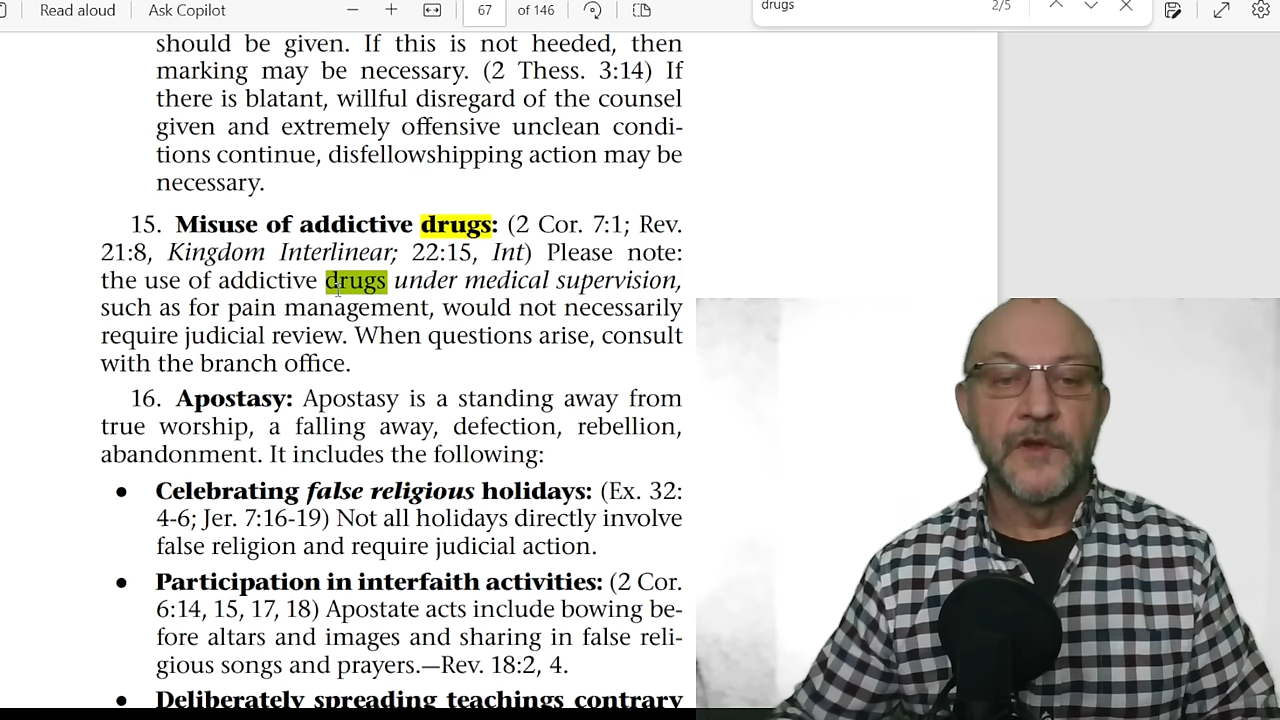 Read aloud
Ask Copilot
67 of 146
drugs 2/5
should be given. If this is not heeded, then
marking may be necessary. (2 Thess. 3:14) If
there is blatant, willful disregard of the counsel
given and extremely offensive unclean condi-
tions continue, disfellowshipping action may be
necessary.
15. Misuse of addictive drugs: (2 Cor. 7:1; Rev.
21:8, Kingdom Interlinear; 22:15, Int) Please note:
the use of addictive drugs under medical supervision,
such as for pain management, would not necessarily
require judicial review. When questions arise, consult
with the branch office.
16. Apostasy: Apostasy is a standing away from
true worship, a falling away, defection, rebellion,
abandonment. It includes the following:
● Celebrating false religious holidays: (Ex. 32:
4-6; Jer. 7:16-19) Not all holidays directly involve
false religion and require judicial action.
● Participation in interfaith activities: (2 Cor.
6:14, 15, 17, 18) Apostate acts include bowing be-
fore altars and images and sharing in false reli-
gious songs and prayers.—Rev. 18:2, 4.
● Deliberately spreading teachings contrary